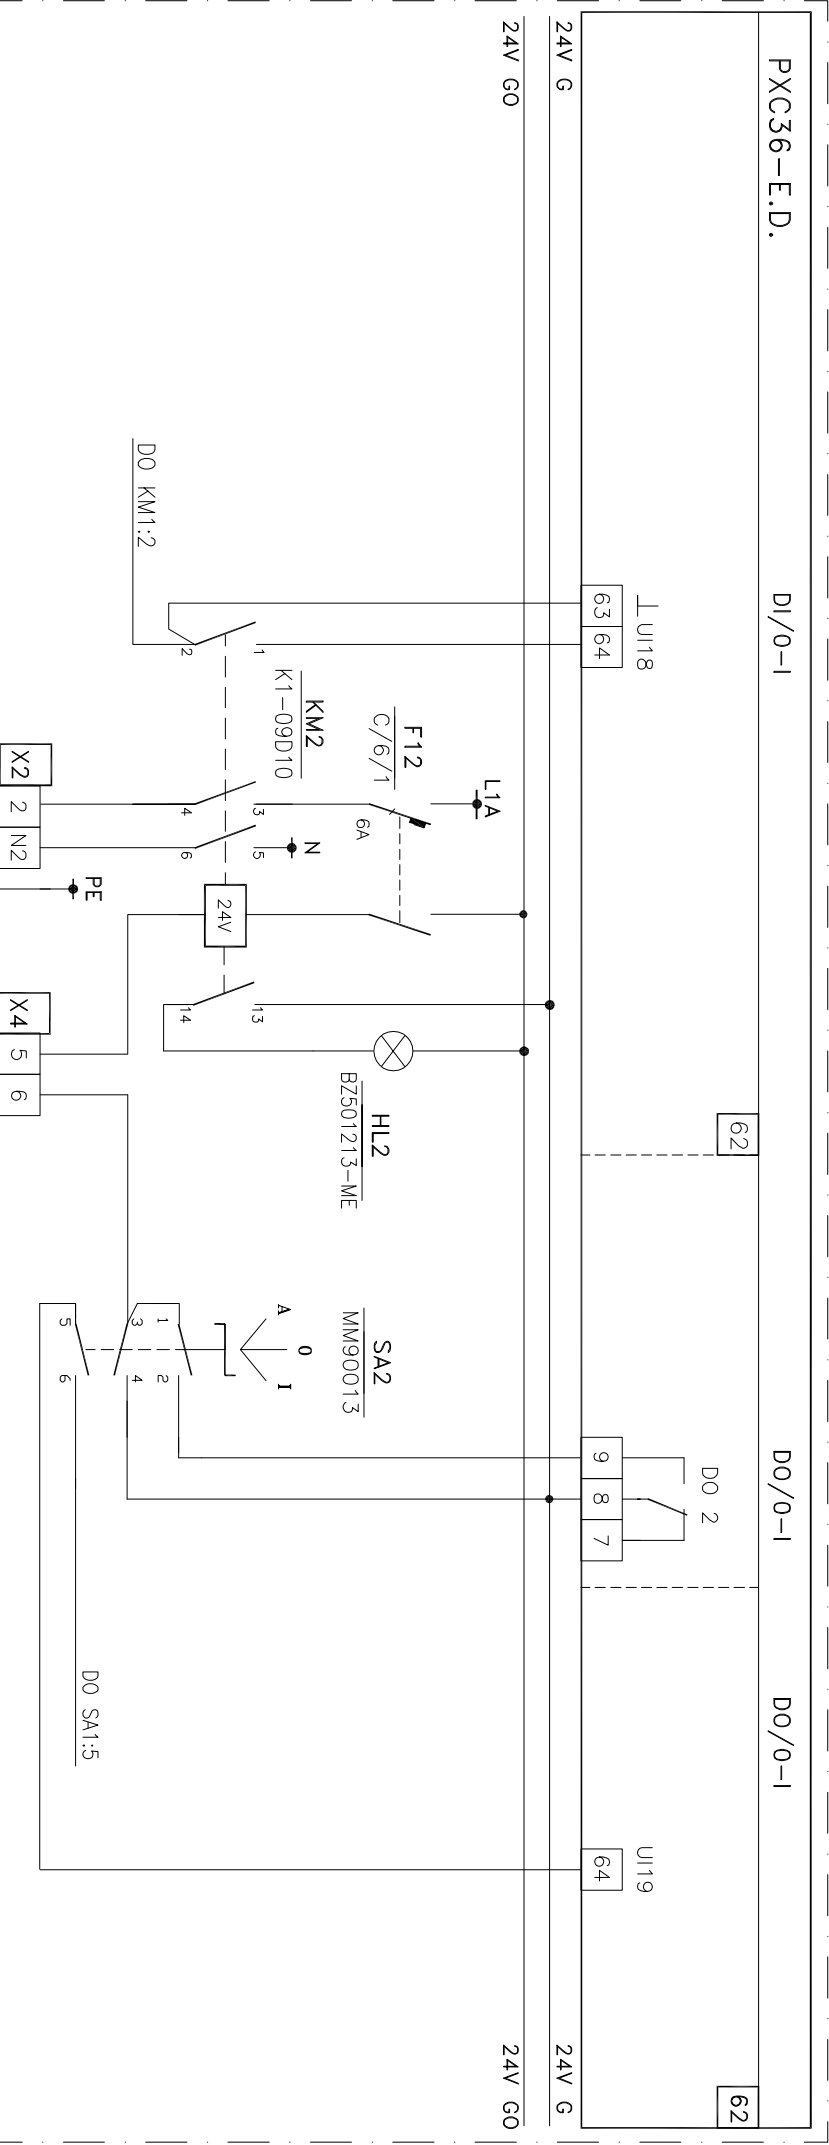 PXC36-E.D.
DI/0-I
DO/0-I
DO/0-I
62
62
⊥ UI18
63 64
DO 2
9 8 7
UI19
64
24V G
24V G0
24V G
24V G0
L1A
F12
C/6/1
6A
N
KM2
K1-09D10
1
2
3
4
5
6
24V
13
14
HL2
BZ501213-ME
SA2
MM90013
A 0 I
1 2
3 4
5 6
DO KM1:2
DO SA1:5
PE
X2 2 N2
X4 5 6